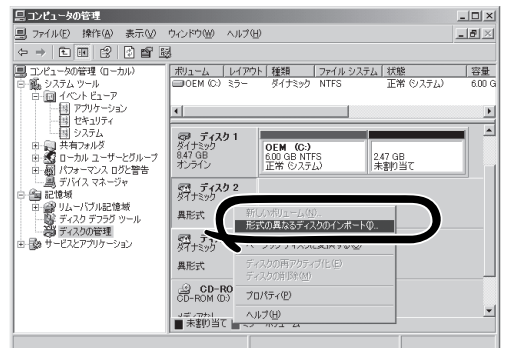 コンピュータの管理
ファイル(F) 操作(A) 表示(V) ウィンドウ(W) ヘルプ(H)
コンピュータの管理 (ローカル)
システム ツール
イベント ビューア
アプリケーション
セキュリティ
システム
共有フォルダ
ローカル ユーザーとグループ
パフォーマンス ログと警告
デバイス マネージャ
記憶域
リムーバブル記憶域
ディスク デフラグ ツール
ディスクの管理
サービスとアプリケーション
ボリューム レイアウト 種類 ファイル システム 状態 容量
OEM (C:) ミラー ダイナミック NTFS 正常 (システム) 6.00 G
ディスク 1
ダイナミック
8.47 GB
オンライン
OEM (C:)
6.00 GB NTFS
正常 (システム)
2.47 GB
未割り当て
ディスク 2
ダイナミック
異形式
新しいボリューム(N)...
形式の異なるディスクのインポート(I)...
ダイナミック
異形式
ベーシック ディスクに変換する(C)
ディスクの再アクティブ化(E)
ディスクの削除(M)
プロパティ(P)
ヘルプ(H)
CD-RO
CD-ROM (D:)
未割り当て